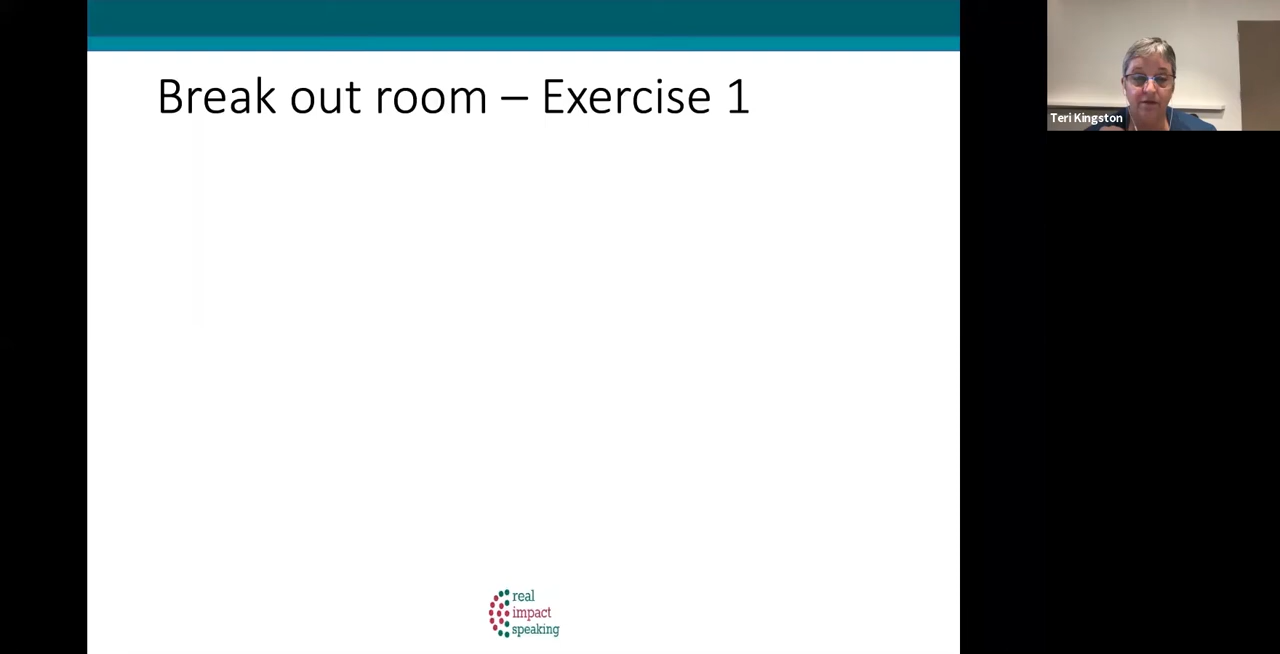 Break out room – Exercise 1
Teri Kingston
real
impact
speaking